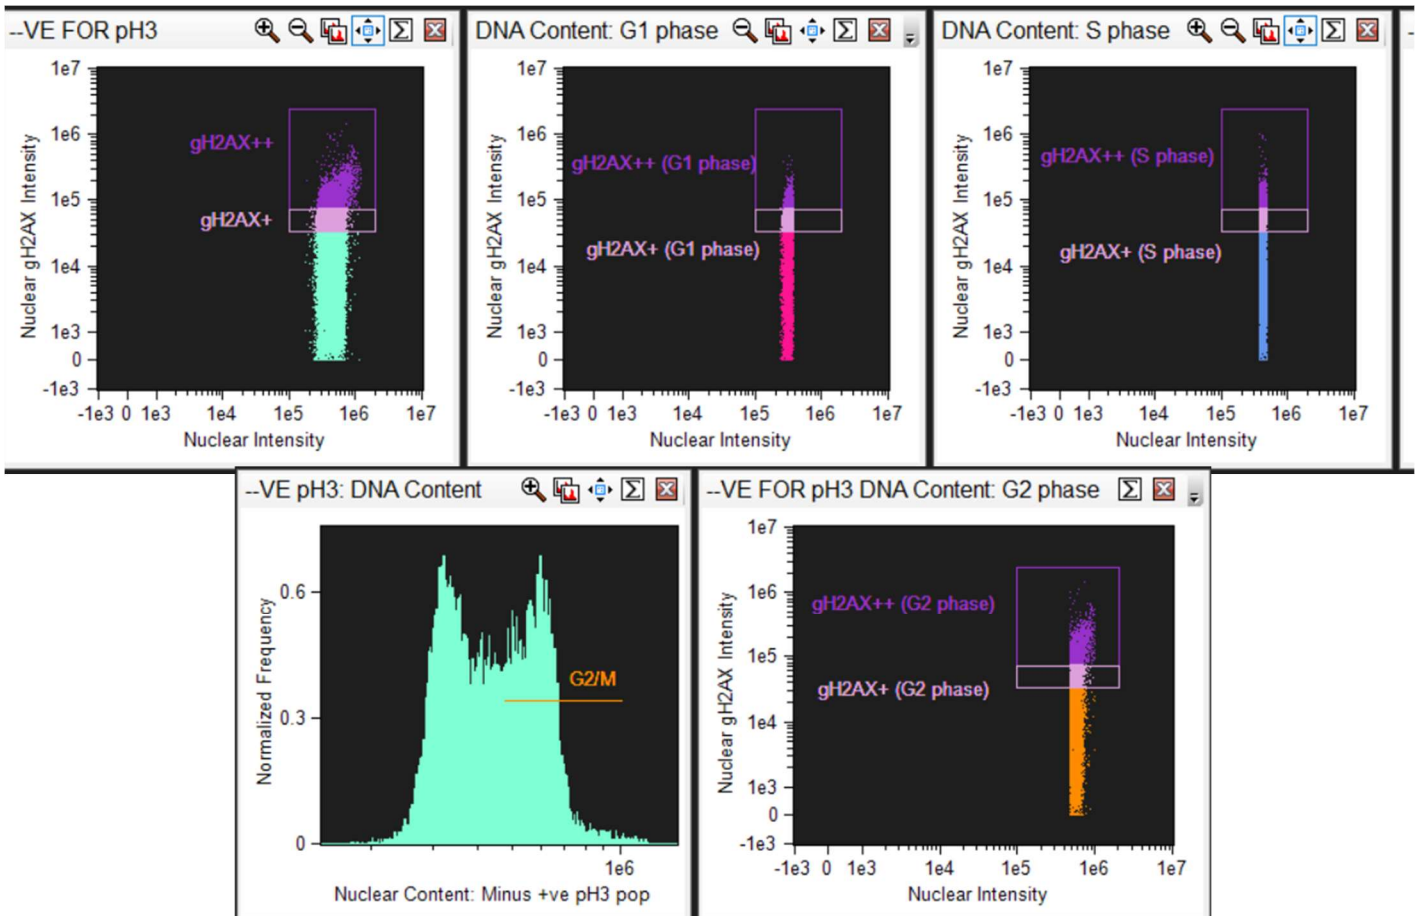 --VE FOR pH3
1e7
1e6
1e5
1e4
1e3
0
-1e3
gH2AX++
gH2AX+
Nuclear gH2AX Intensity
-1e3 0 1e3 1e4 1e5 1e6 1e7
Nuclear Intensity
DNA Content: G1 phase
1e7
1e6
1e5
1e4
1e3
0
-1e3
gH2AX++ (G1 phase)
gH2AX+ (G1 phase)
Nuclear gH2AX Intensity
-1e3 0 1e3 1e4 1e5 1e6 1e7
Nuclear Intensity
DNA Content: S phase
1e7
1e6
1e5
1e4
1e3
0
-1e3
gH2AX++ (S phase)
gH2AX+ (S phase)
Nuclear gH2AX Intensity
-1e3 0 1e3 1e4 1e5 1e6 1e7
Nuclear Intensity
-
--VE pH3: DNA Content
0.6
0.3
0
G2/M
Normalized Frequency
1e6
Nuclear Content: Minus +ve pH3 pop
--VE FOR pH3 DNA Content: G2 phase
1e7
1e6
1e5
1e4
1e3
0
-1e3
gH2AX++ (G2 phase)
gH2AX+ (G2 phase)
Nuclear gH2AX Intensity
-1e3 0 1e3 1e4 1e5 1e6 1e7
Nuclear Intensity